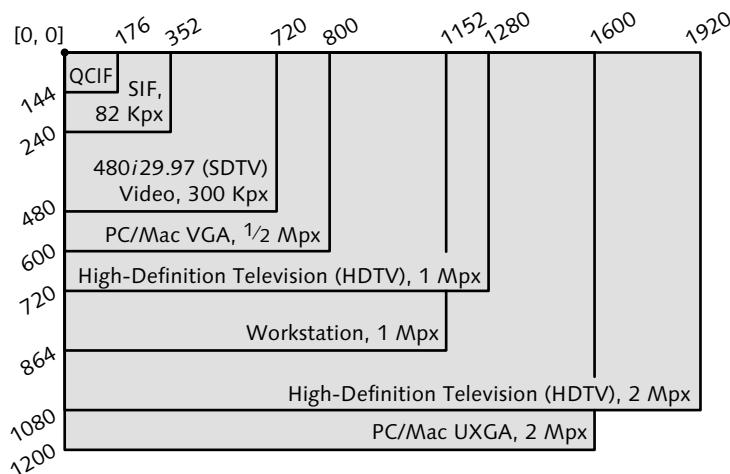 [0, 0] 176 352 720 800 1152 1280 1600 1920
QCIF
144
SIF,
82 Kpx
240
480i29.97 (SDTV)
Video, 300 Kpx
480
PC/Mac VGA, 1⁄2 Mpx
600
High-Definition Television (HDTV), 1 Mpx
720
Workstation, 1 Mpx
864
High-Definition Television (HDTV), 2 Mpx
1080
PC/Mac UXGA, 2 Mpx
1200